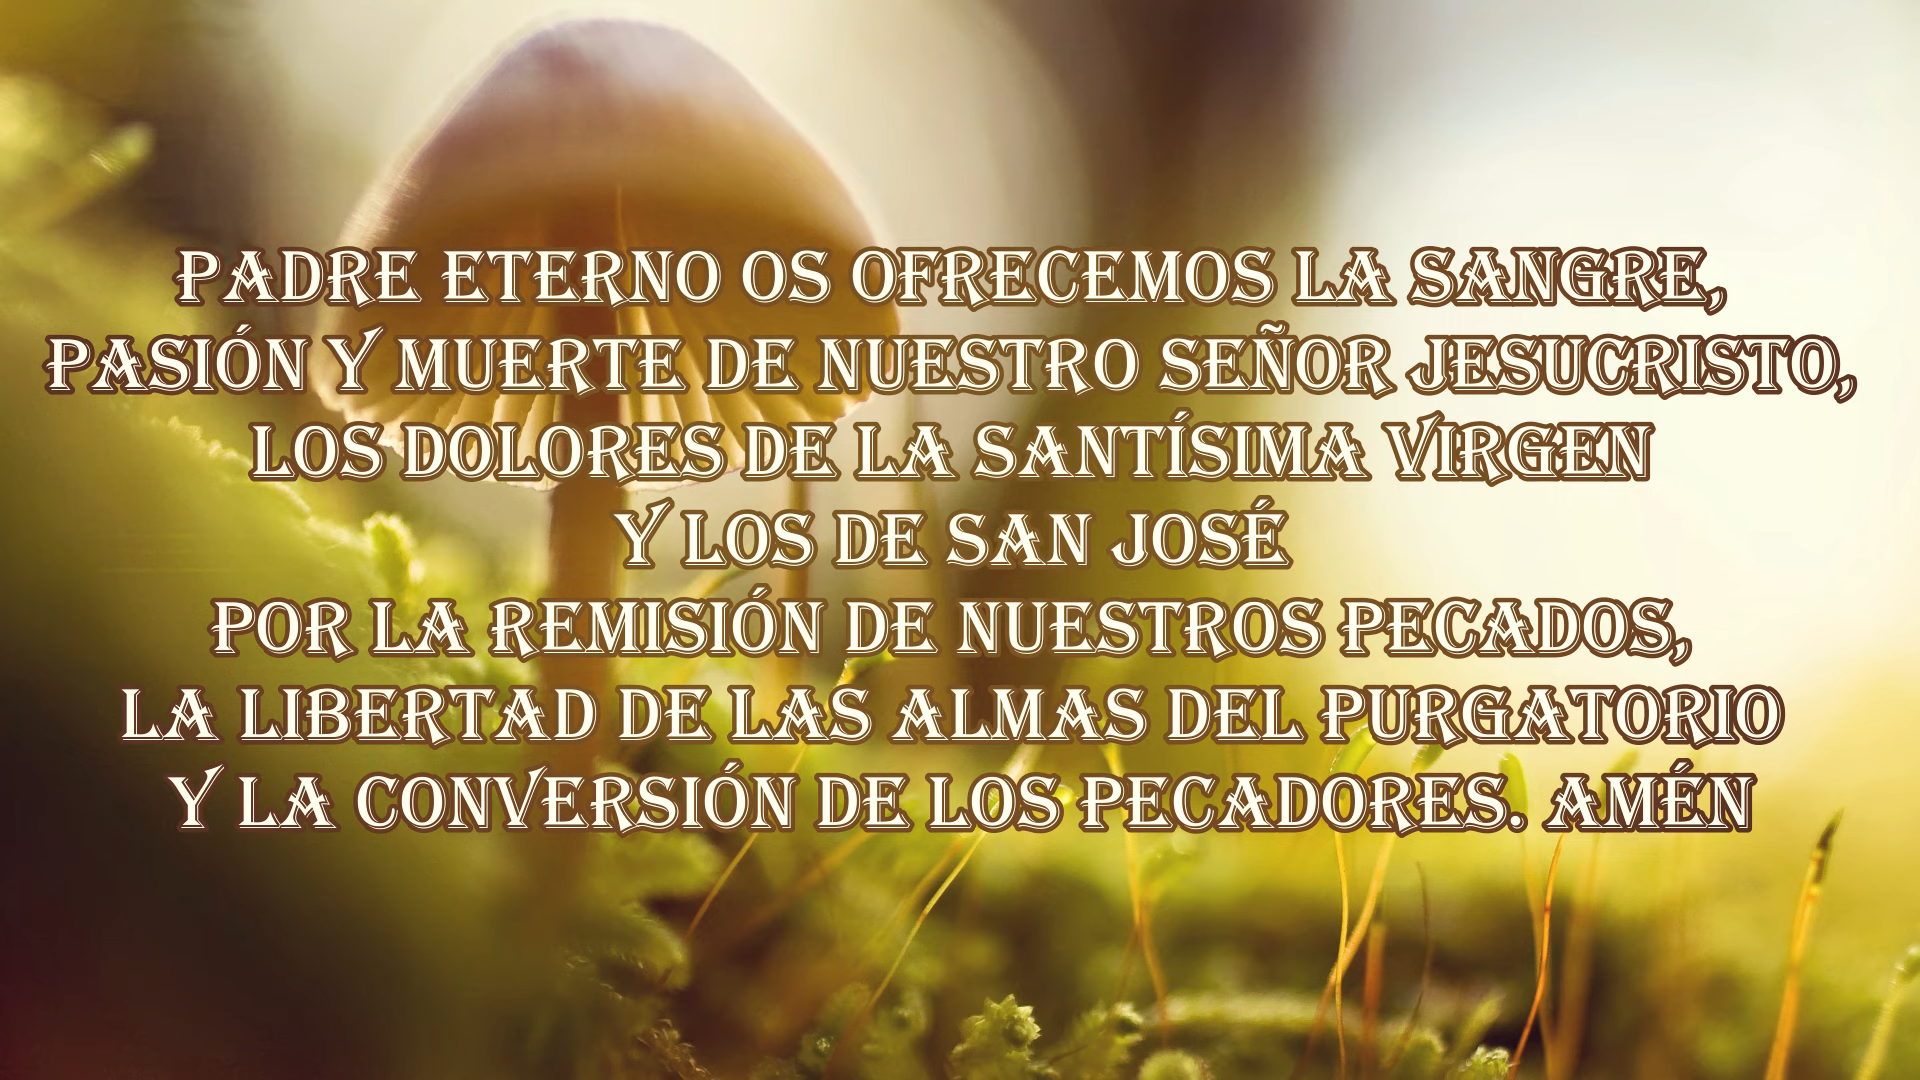 PADRE ETERNO OS OFRECEMOS LA SANGRE,
PASIÓN Y MUERTE DE NUESTRO SEÑOR JESUCRISTO,
LOS DOLORES DE LA SANTÍSIMA VIRGEN
Y LOS DE SAN JOSÉ
POR LA REMISIÓN DE NUESTROS PECADOS,
LA LIBERTAD DE LAS ALMAS DEL PURGATORIO
Y LA CONVERSIÓN DE LOS PECADORES. AMÉN